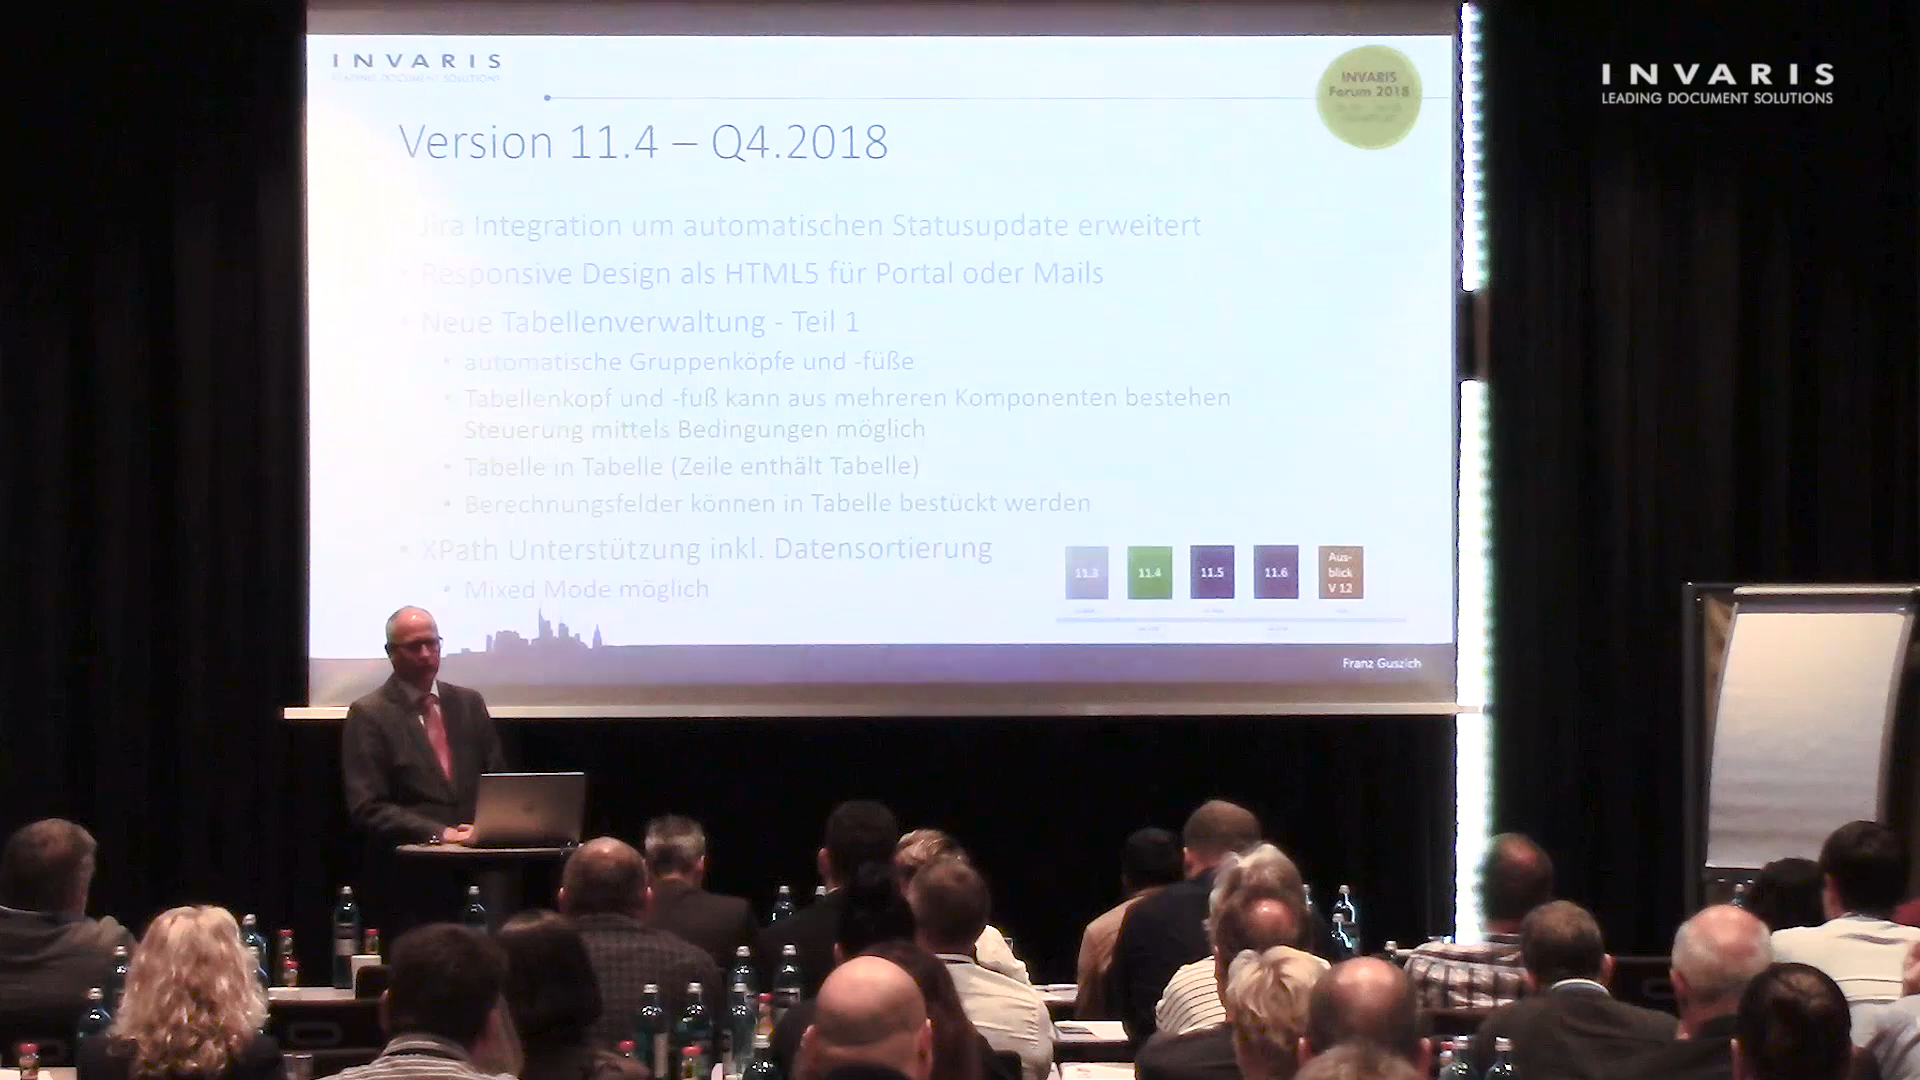 INVARIS
LEADING DOCUMENT SOLUTIONS
INVARIS
Forum 2018
INVARIS
LEADING DOCUMENT SOLUTIONS
Version 11.4 – Q4.2018
• Jira Integration um automatischen Statusupdate erweitert
• Responsive Design als HTML5 für Portal oder Mails
• Neue Tabellenverwaltung - Teil 1
• automatische Gruppenköpfe und -füße
• Tabellenkopf und -fuß kann aus mehreren Komponenten bestehen
Steuerung mittels Bedingungen möglich
• Tabelle in Tabelle (Zeile enthält Tabelle)
• Berechnungsfelder können in Tabelle bestückt werden
• XPath Unterstützung inkl. Datensortierung
• Mixed Mode möglich
11.3
11.4
11.5
11.6
Aus-
blick
V 12
Franz Guszich